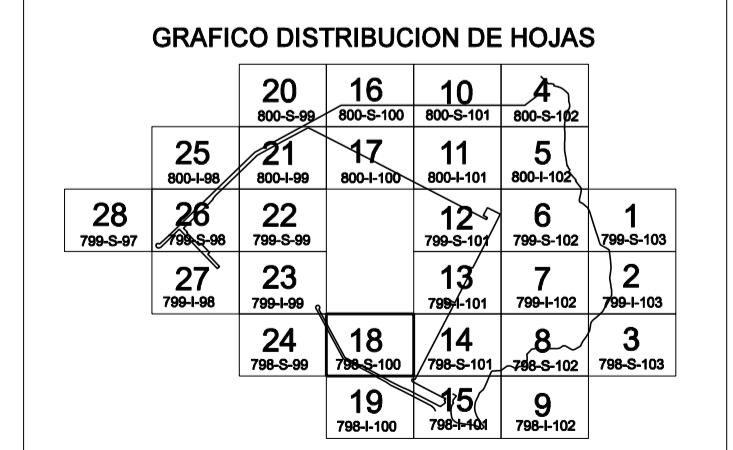 GRAFICO DISTRIBUCION DE HOJAS
20 16 10 4
800-S-99 800-S-100 800-S-101 800-S-102
25 21 17 11 5
800-I-98 800-I-99 800-I-100 800-I-101 800-I-102
28 26 22 12 6 1
799-S-97 799-S-98 799-S-99 799-S-101 799-S-102 799-S-103
27 23 13 7 2
799-I-98 799-I-99 799-I-101 799-I-102 799-I-103
24 18 14 8 3
798-S-99 798-S-100 798-S-101 798-S-102 798-S-103
19 15 9
798-I-100 798-I-101 798-I-102